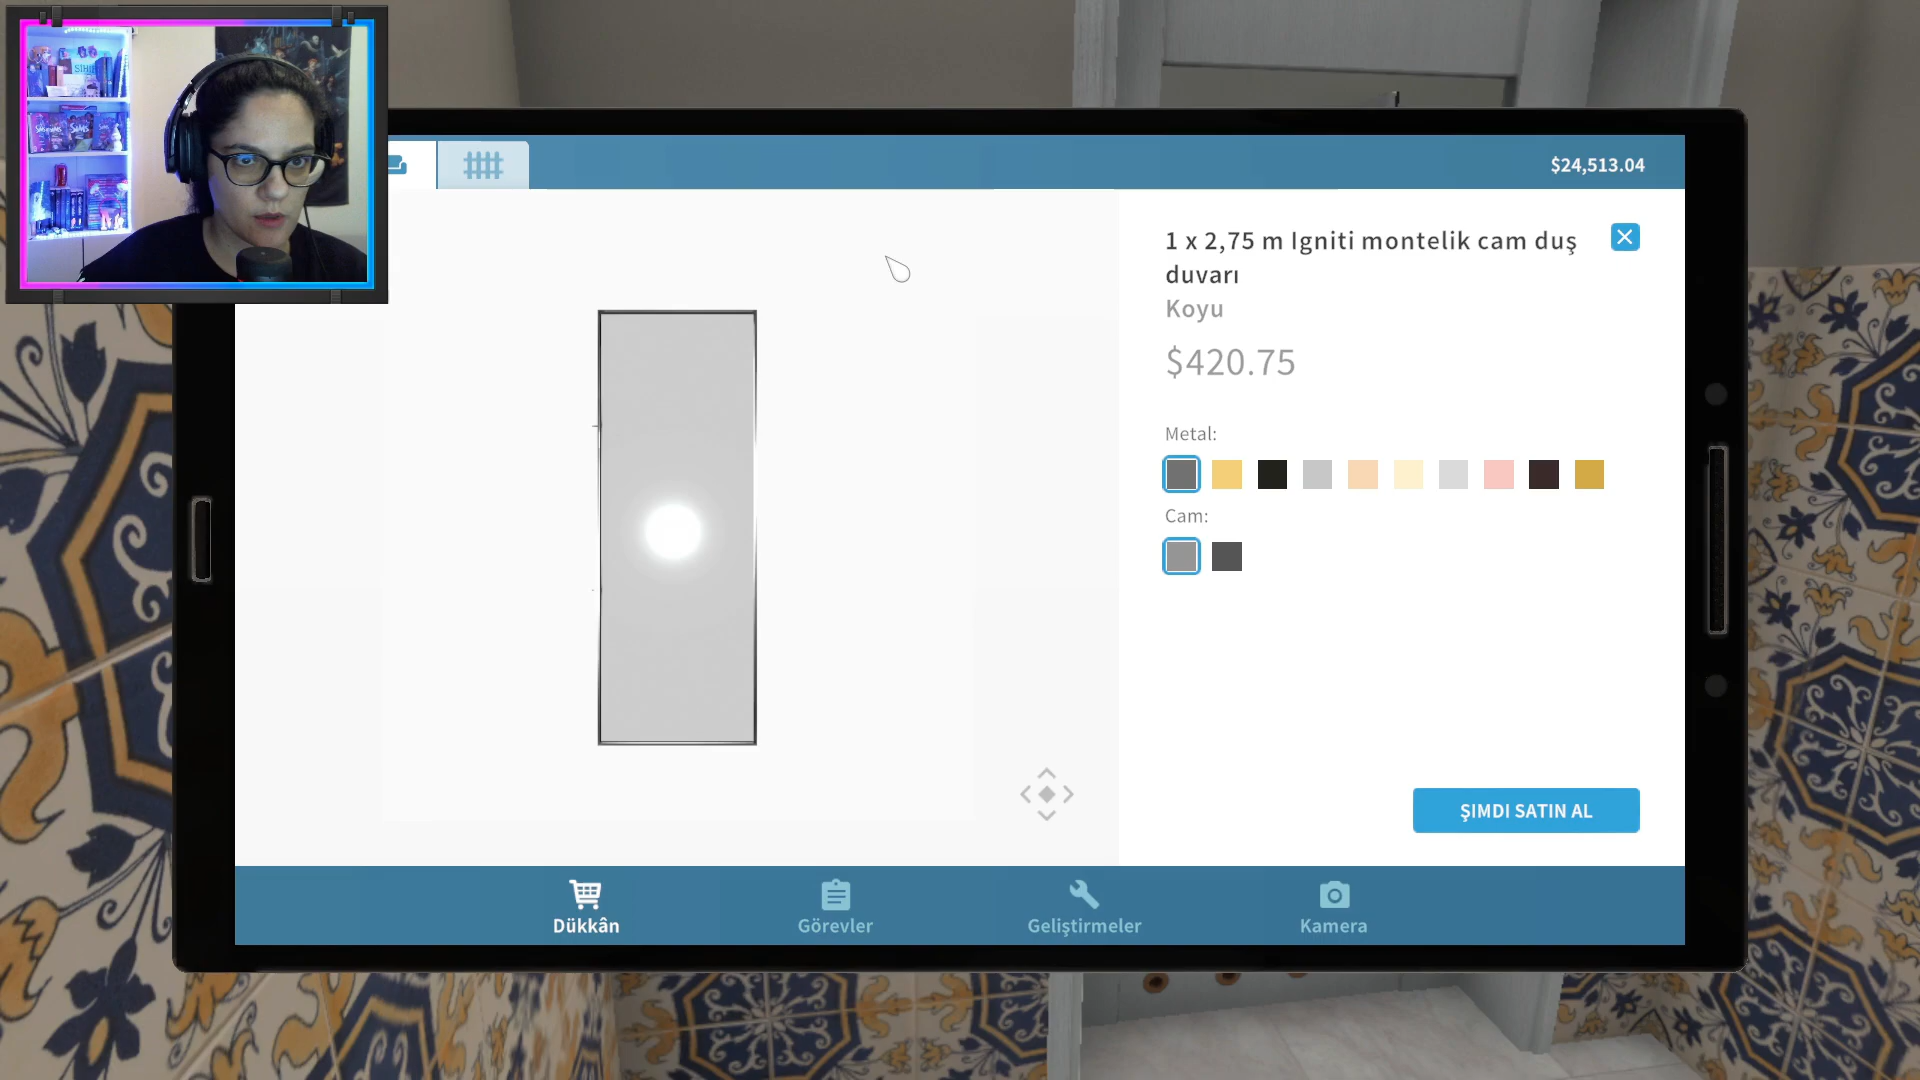 $24,513.04
1 x 2,75 m Igniti montelik cam duş
duvarı
Koyu
$420.75
Metal:
Cam:
ŞIMDI SATIN AL
Dükkân
Görevler
Geliştirmeler
Kamera